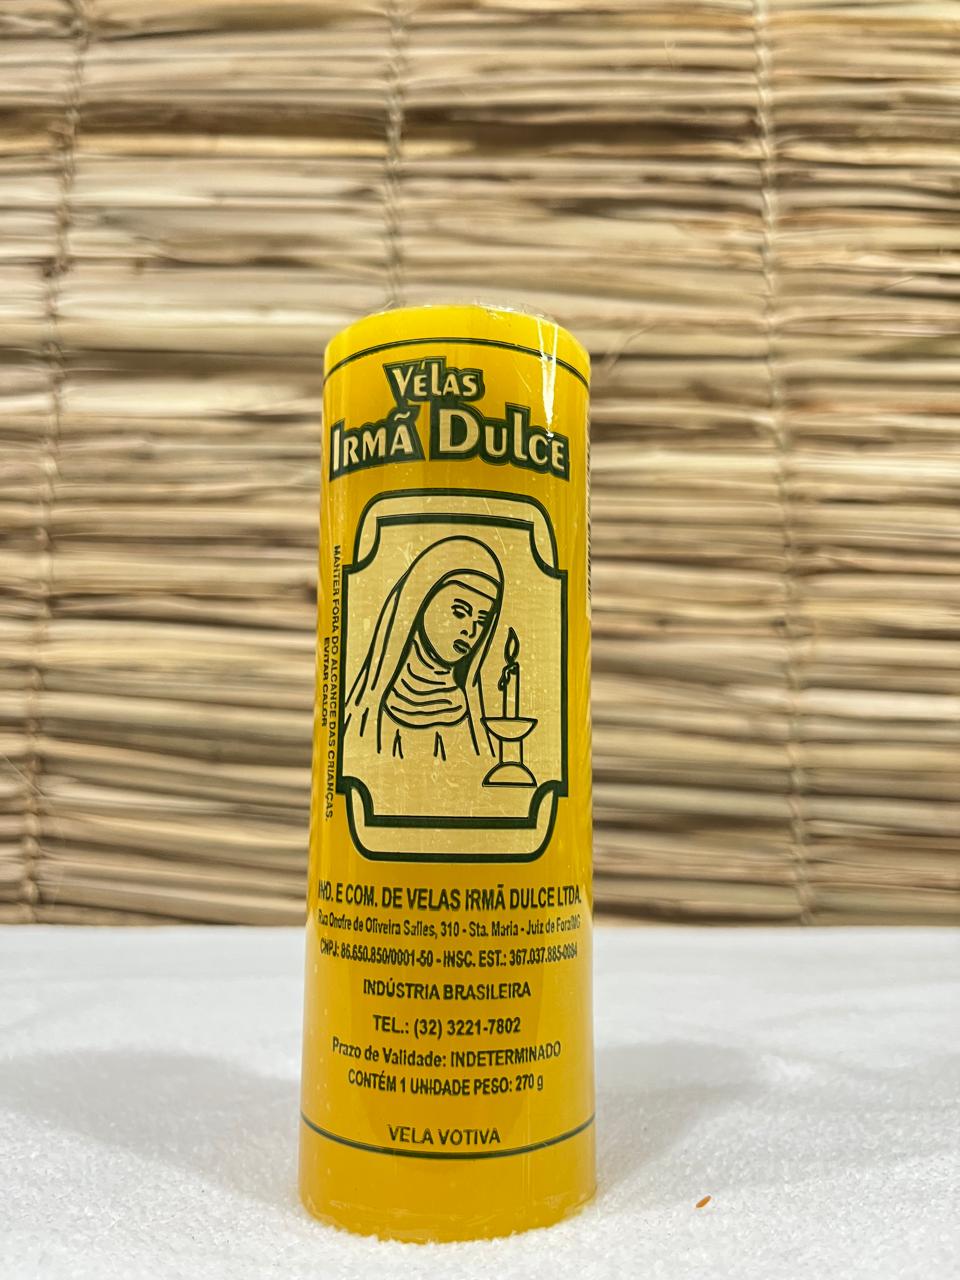 VELAS
IRMÃ DULCE
MANTER FORA DO ALCANCE DAS CRIANÇAS.
EVITAR CALOR
IND. E COM. DE VELAS IRMÃ DULCE LTDA.
Rua Onofre de Oliveira Salles, 310 - Sta. Maria - Juiz de Fora/MG
CNPJ: 86.650.850/0001-50 - INSC. EST.: 367.037.885-0084
INDÚSTRIA BRASILEIRA
TEL.: (32) 3221-7802
Prazo de Validade: INDETERMINADO
CONTÉM 1 UNIDADE PESO: 270 g
VELA VOTIVA